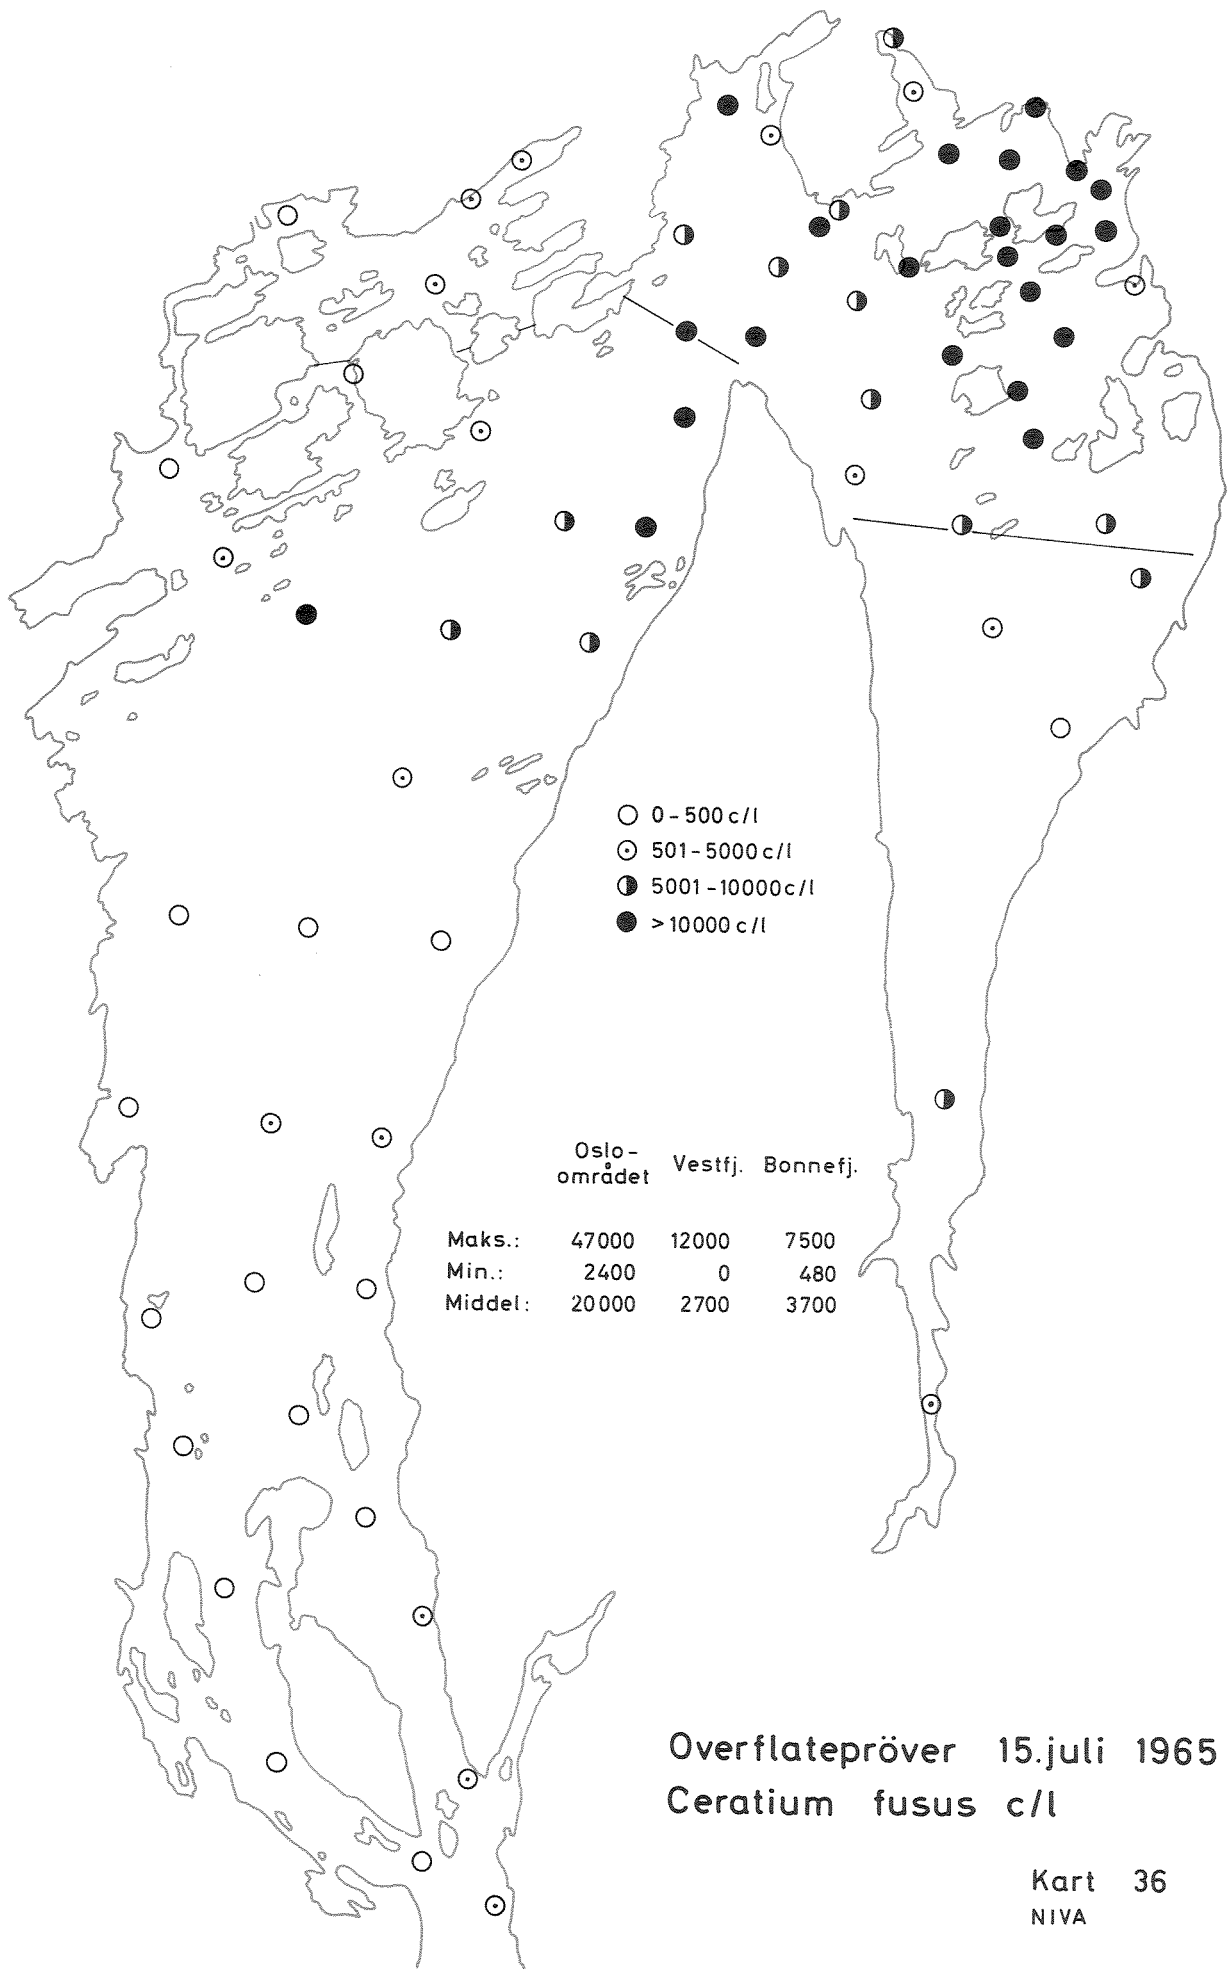 0-500 c/l
501-5000 c/l
5001-10000 c/l
>10000 c/l
Oslo-området Vestfj. Bonnefj.
Maks.: 47000 12000 7500
Min.: 2400 0 480
Middel: 20000 2700 3700
Overflatepröver 15.juli 1965
Ceratium fusus c/l
Kart 36
NIVA